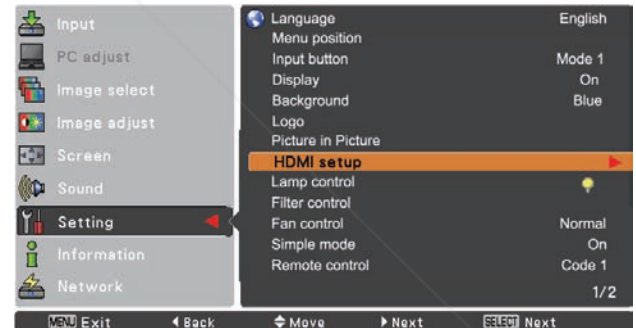 Input
PC adjust
Image select
Image adjust
Screen
Sound
Setting
Information
Network
Language English
Menu position
Input button Mode 1
Display On
Background Blue
Logo
Picture in Picture
HDMI setup
Lamp control
Filter control
Fan control Normal
Simple mode On
Remote control Code 1
1/2
MENU Exit Back Move Next SELECT Next